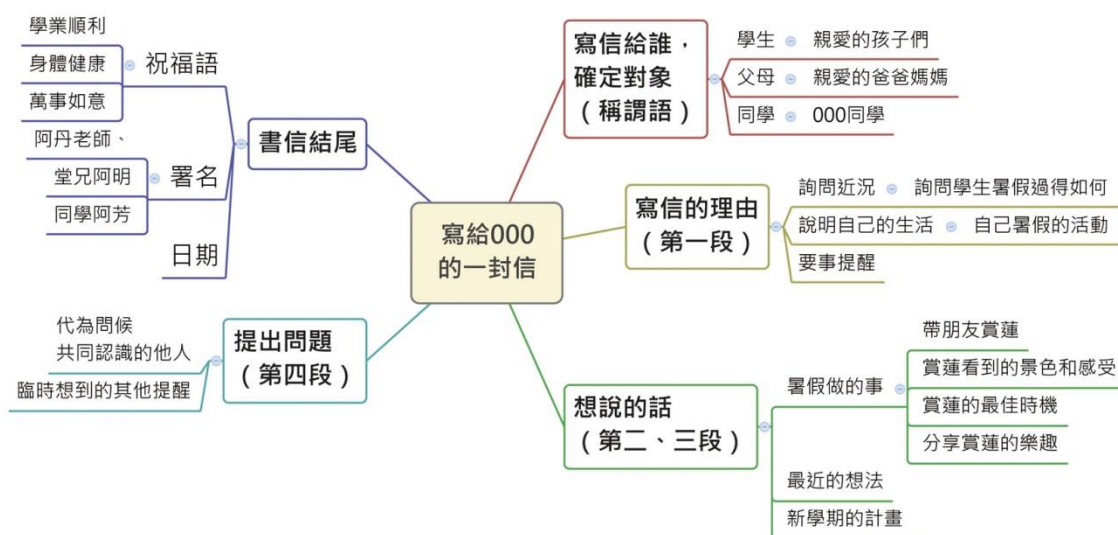 寫給000
的一封信
寫信給誰，
確定對象
（稱謂語）
學生
親愛的孩子們
父母
親愛的爸爸媽媽
同學
000同學
寫信的理由
（第一段）
詢問近況
詢問學生暑假過得如何
說明自己的生活
自己暑假的活動
要事提醒
想說的話
（第二、三段）
暑假做的事
帶朋友賞蓮
賞蓮看到的景色和感受
賞蓮的最佳時機
分享賞蓮的樂趣
最近的想法
新學期的計畫
提出問題
（第四段）
代為問候
共同認識的他人
臨時想到的其他提醒
書信結尾
祝福語
學業順利
身體健康
萬事如意
署名
阿丹老師、
堂兄阿明
同學阿芳
日期